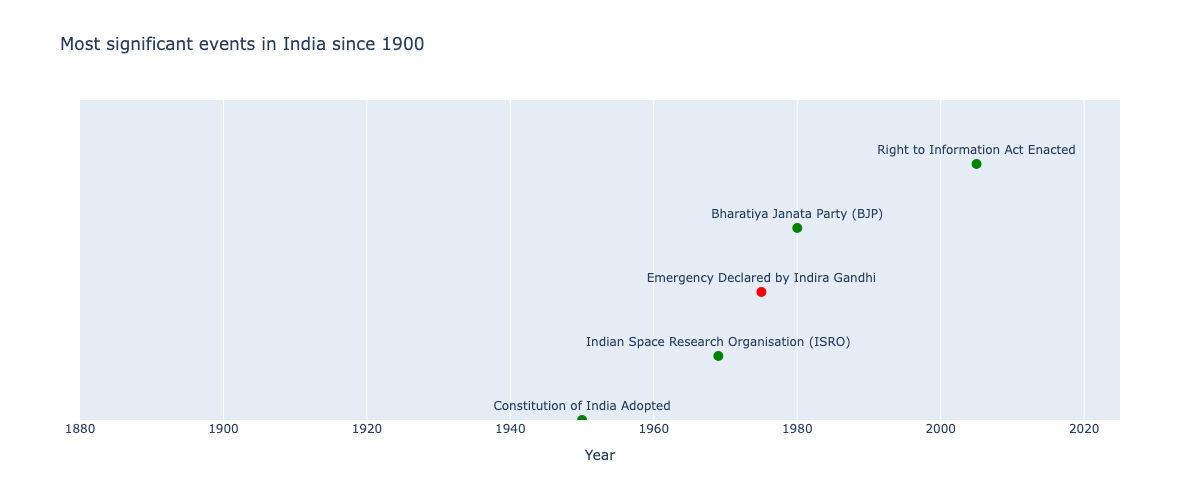 Most significant events in India since 1900
Right to Information Act Enacted
Bharatiya Janata Party (BJP)
Emergency Declared by Indira Gandhi
Indian Space Research Organisation (ISRO)
Constitution of India Adopted
1880 1900 1920 1940 1960 1980 2000 2020
Year